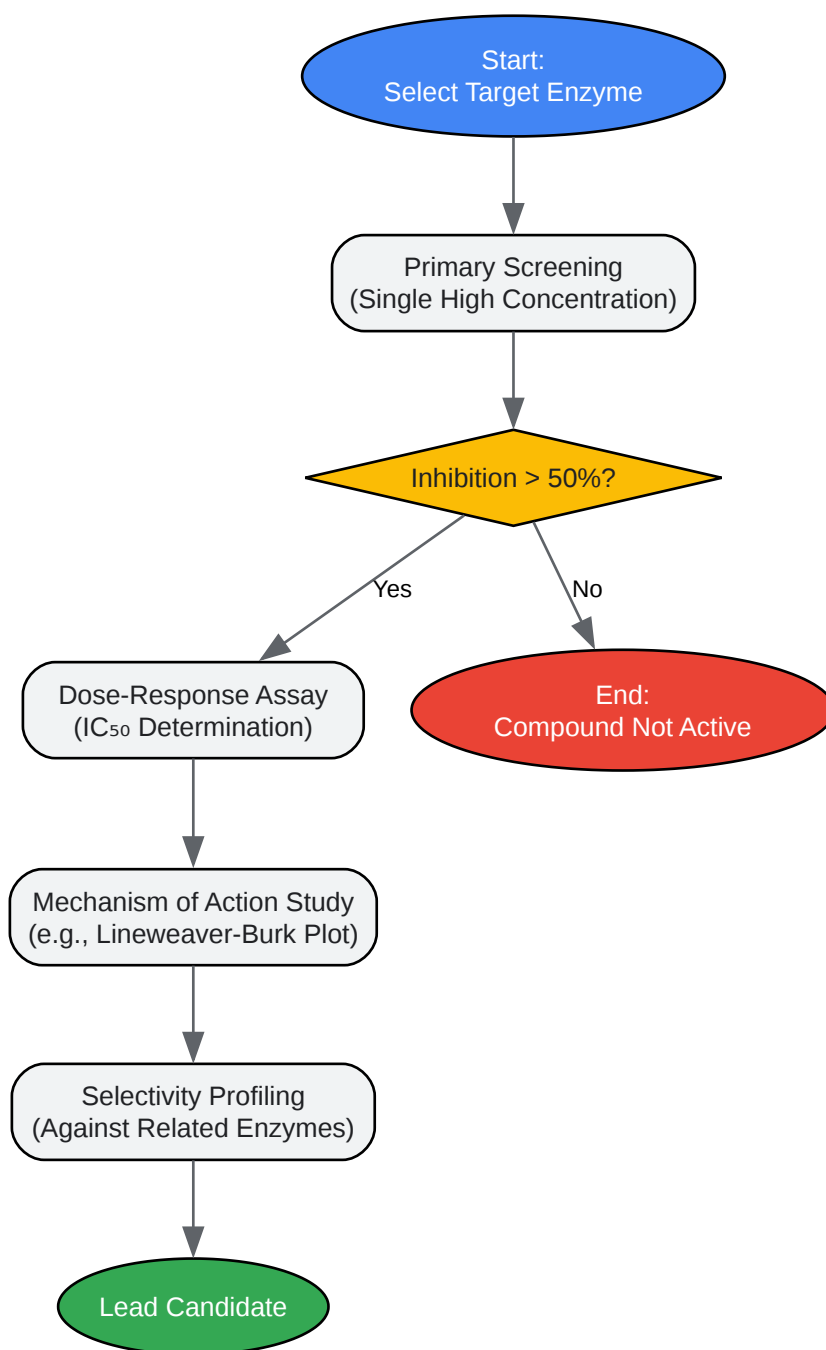 Start:
Select Target Enzyme
Primary Screening
(Single High Concentration)
Inhibition > 50%?
Yes
No
Dose-Response Assay
(IC₅₀ Determination)
End:
Compound Not Active
Mechanism of Action Study
(e.g., Lineweaver-Burk Plot)
Selectivity Profiling
(Against Related Enzymes)
Lead Candidate